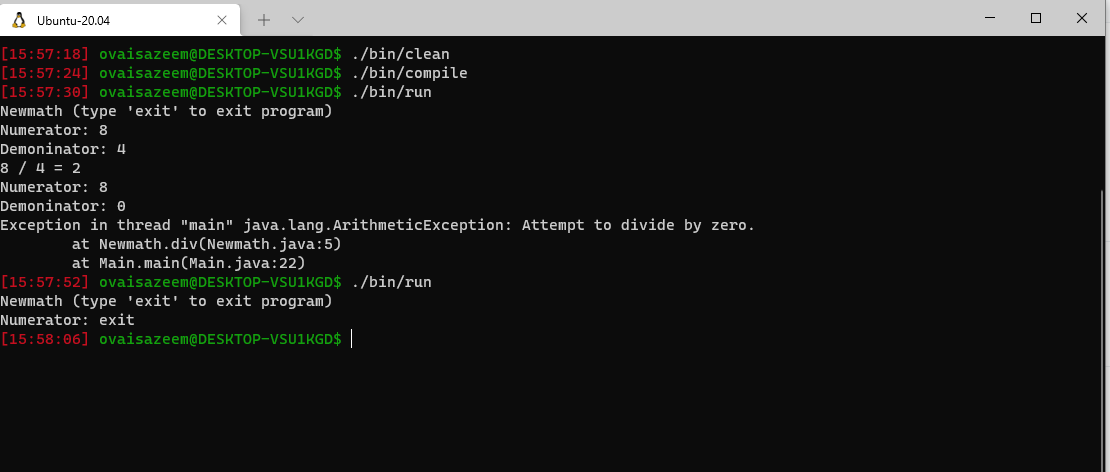 Ubuntu-20.04
[15:57:18] ovaisazeem@DESKTOP-VSU1KGD$ ./bin/clean
[15:57:24] ovaisazeem@DESKTOP-VSU1KGD$ ./bin/compile
[15:57:30] ovaisazeem@DESKTOP-VSU1KGD$ ./bin/run
Newmath (type 'exit' to exit program)
Numerator: 8
Demoninator: 4
8 / 4 = 2
Numerator: 8
Demoninator: 0
Exception in thread "main" java.lang.ArithmeticException: Attempt to divide by zero.
        at Newmath.div(Newmath.java:5)
        at Main.main(Main.java:22)
[15:57:52] ovaisazeem@DESKTOP-VSU1KGD$ ./bin/run
Newmath (type 'exit' to exit program)
Numerator: exit
[15:58:06] ovaisazeem@DESKTOP-VSU1KGD$